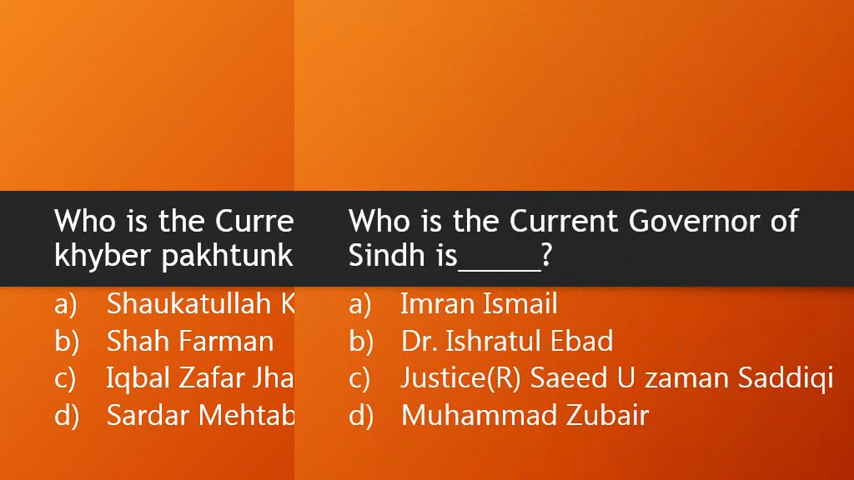 Who is the Curre
khyber pakhtunk
a) Shaukatullah K
b) Shah Farman
c) Iqbal Zafar Jha
d) Sardar Mehtab
Who is the Current Governor of
Sindh is_____?
a) Imran Ismail
b) Dr. Ishratul Ebad
c) Justice(R) Saeed U zaman Saddiqi
d) Muhammad Zubair